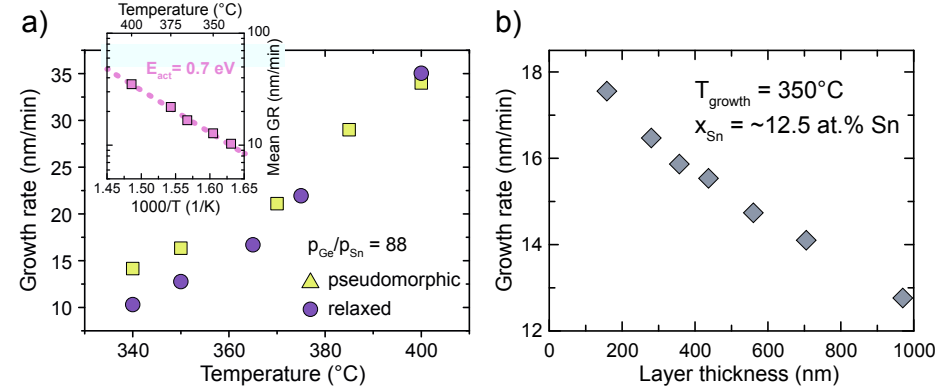 a)
Temperature (°C)
400 375 350
100
10
Mean GR (nm/min)
E_act = 0.7 eV
1.45 1.50 1.55 1.60 1.65
1000/T (1/K)
35
30
25
20
15
10
Growth rate (nm/min)
p_Ge/p_Sn = 88
pseudomorphic
relaxed
340 360 380 400
Temperature (°C)
b)
18
16
14
12
Growth rate (nm/min)
T_growth = 350°C
x_Sn = ~12.5 at.% Sn
0 200 400 600 800 1000
Layer thickness (nm)